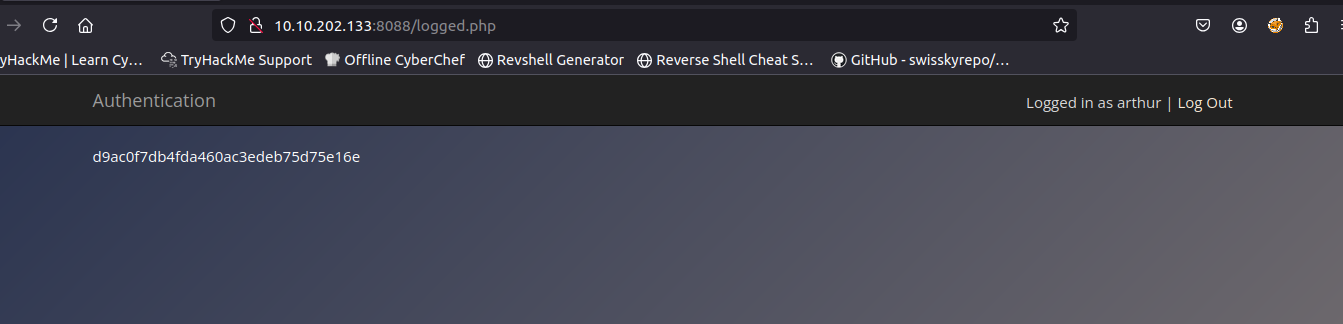 10.10.202.133:8088/logged.php
yHackMe | Learn Cy… TryHackMe Support Offline CyberChef Revshell Generator Reverse Shell Cheat S… GitHub - swisskyrepo/…
Authentication Logged in as arthur | Log Out
d9ac0f7db4fda460ac3edeb75d75e16e